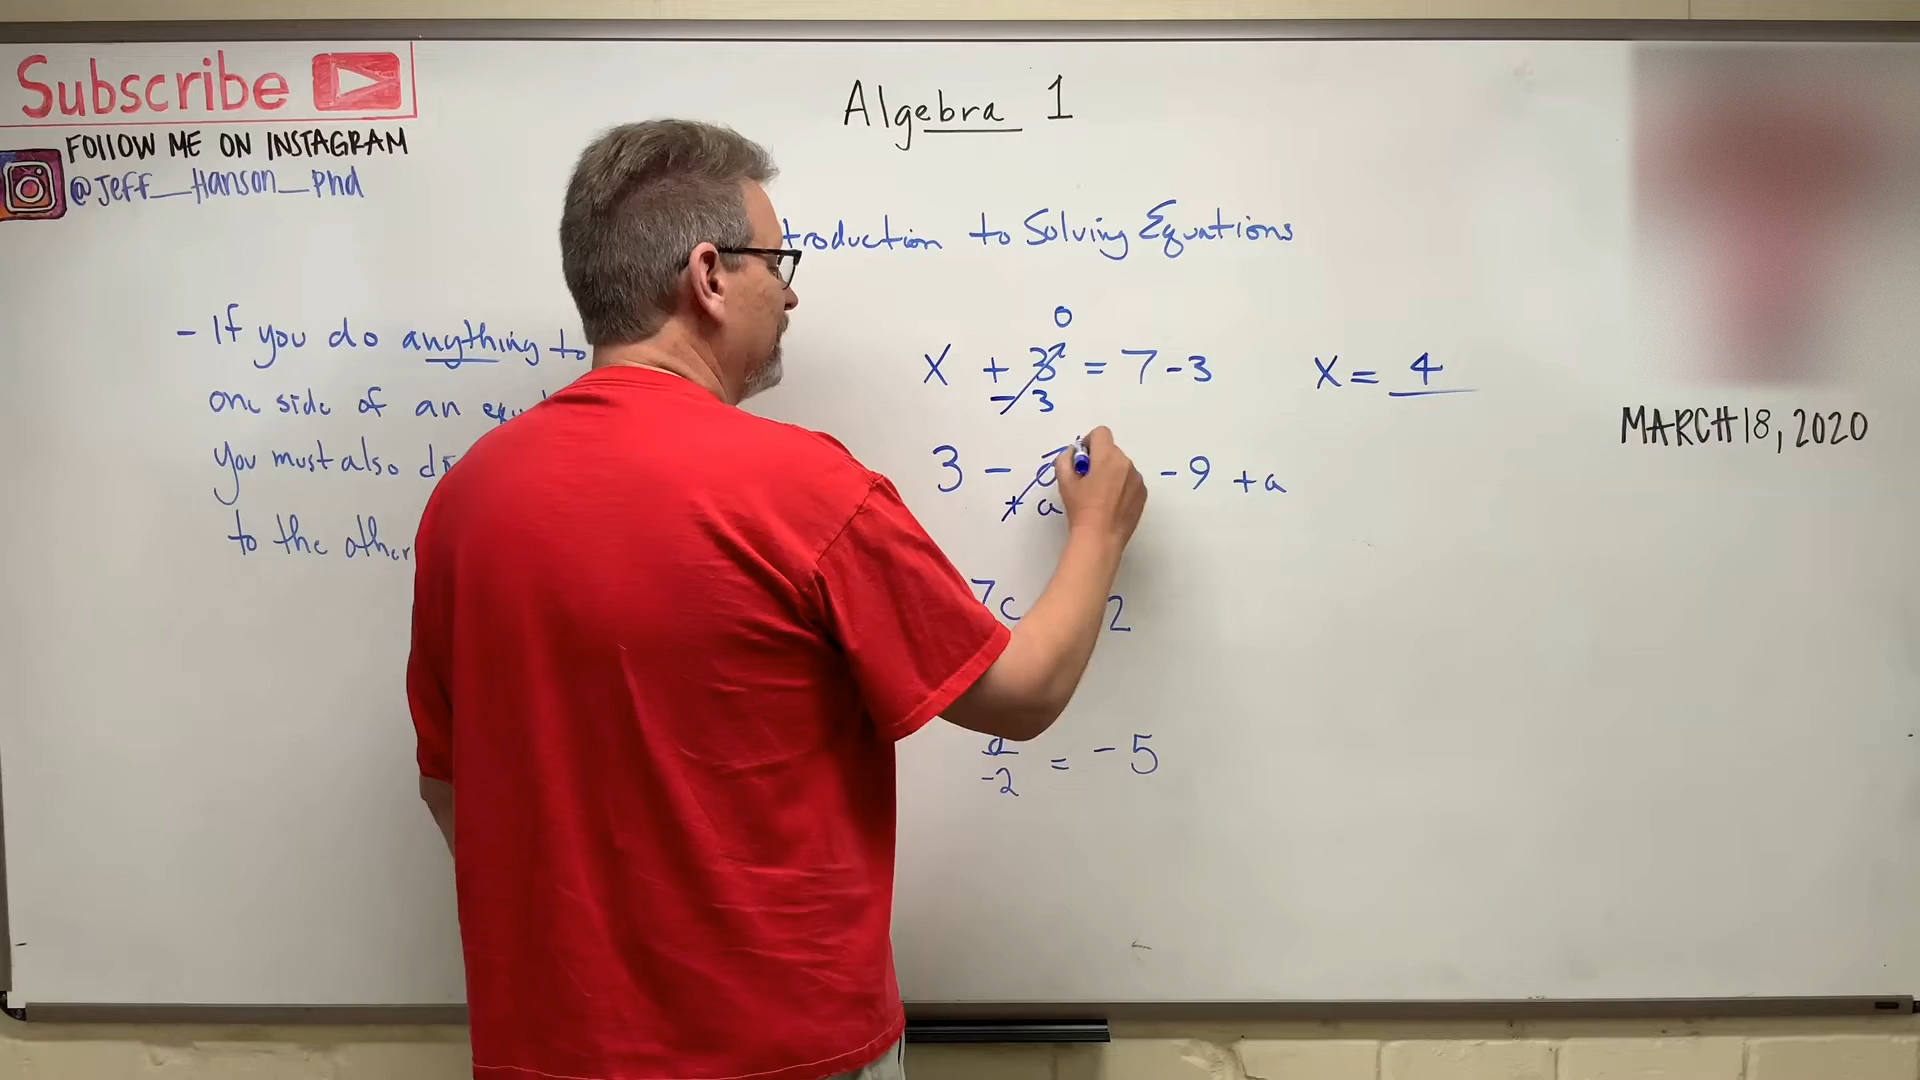 Subscribe
FOLLOW ME ON INSTAGRAM
@Jeff_Hanson_Phd
Algebra 1
troduction to Solving Equations
- If you do anything to
one side of an equ
you must also d
to the other
0
X + 3 = 7 - 3
- 3
X = 4
MARCH 18, 2020
3 - a -9 + a
+ a
7c 2
-2 = -5